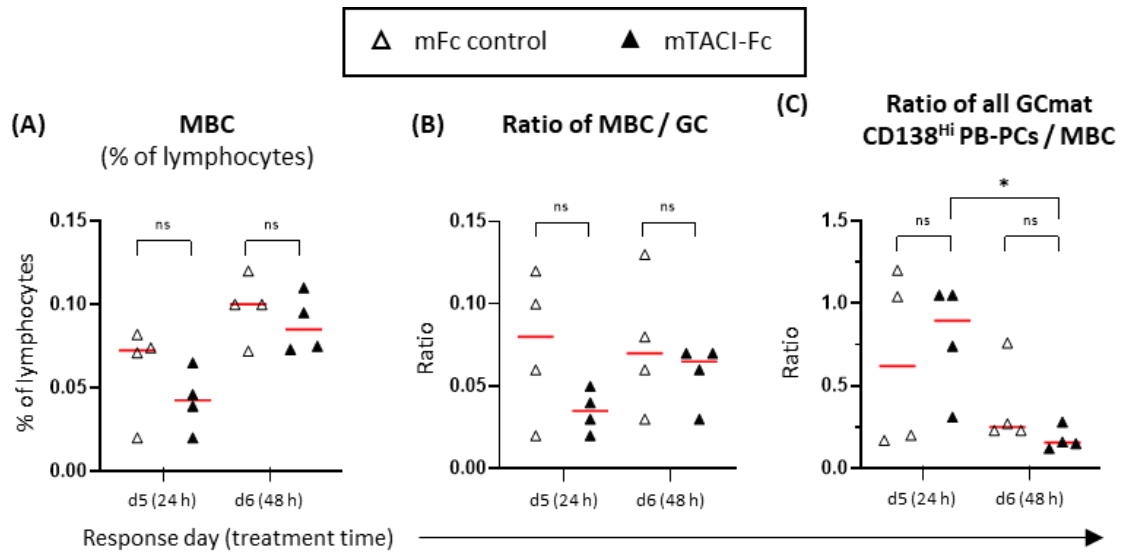 mFc control
mTACI-Fc
(A)
MBC
(% of lymphocytes)
% of lymphocytes
0.15
0.10
0.05
0.00
ns
ns
d5 (24 h)
d6 (48 h)
(B)
Ratio of MBC / GC
Ratio
0.15
0.10
0.05
0.00
ns
ns
d5 (24 h)
d6 (48 h)
(C)
Ratio of all GCmat
CD138Hi PB-PCs / MBC
Ratio
0.15
1.0
0.5
0.0
*
ns
ns
d5 (24 h)
d6 (48 h)
Response day (treatment time)